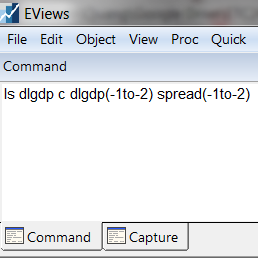 EViews
File Edit Object View Proc Quick
Command
ls dlgdp c dlgdp(-1to-2) spread(-1to-2)
Command Capture